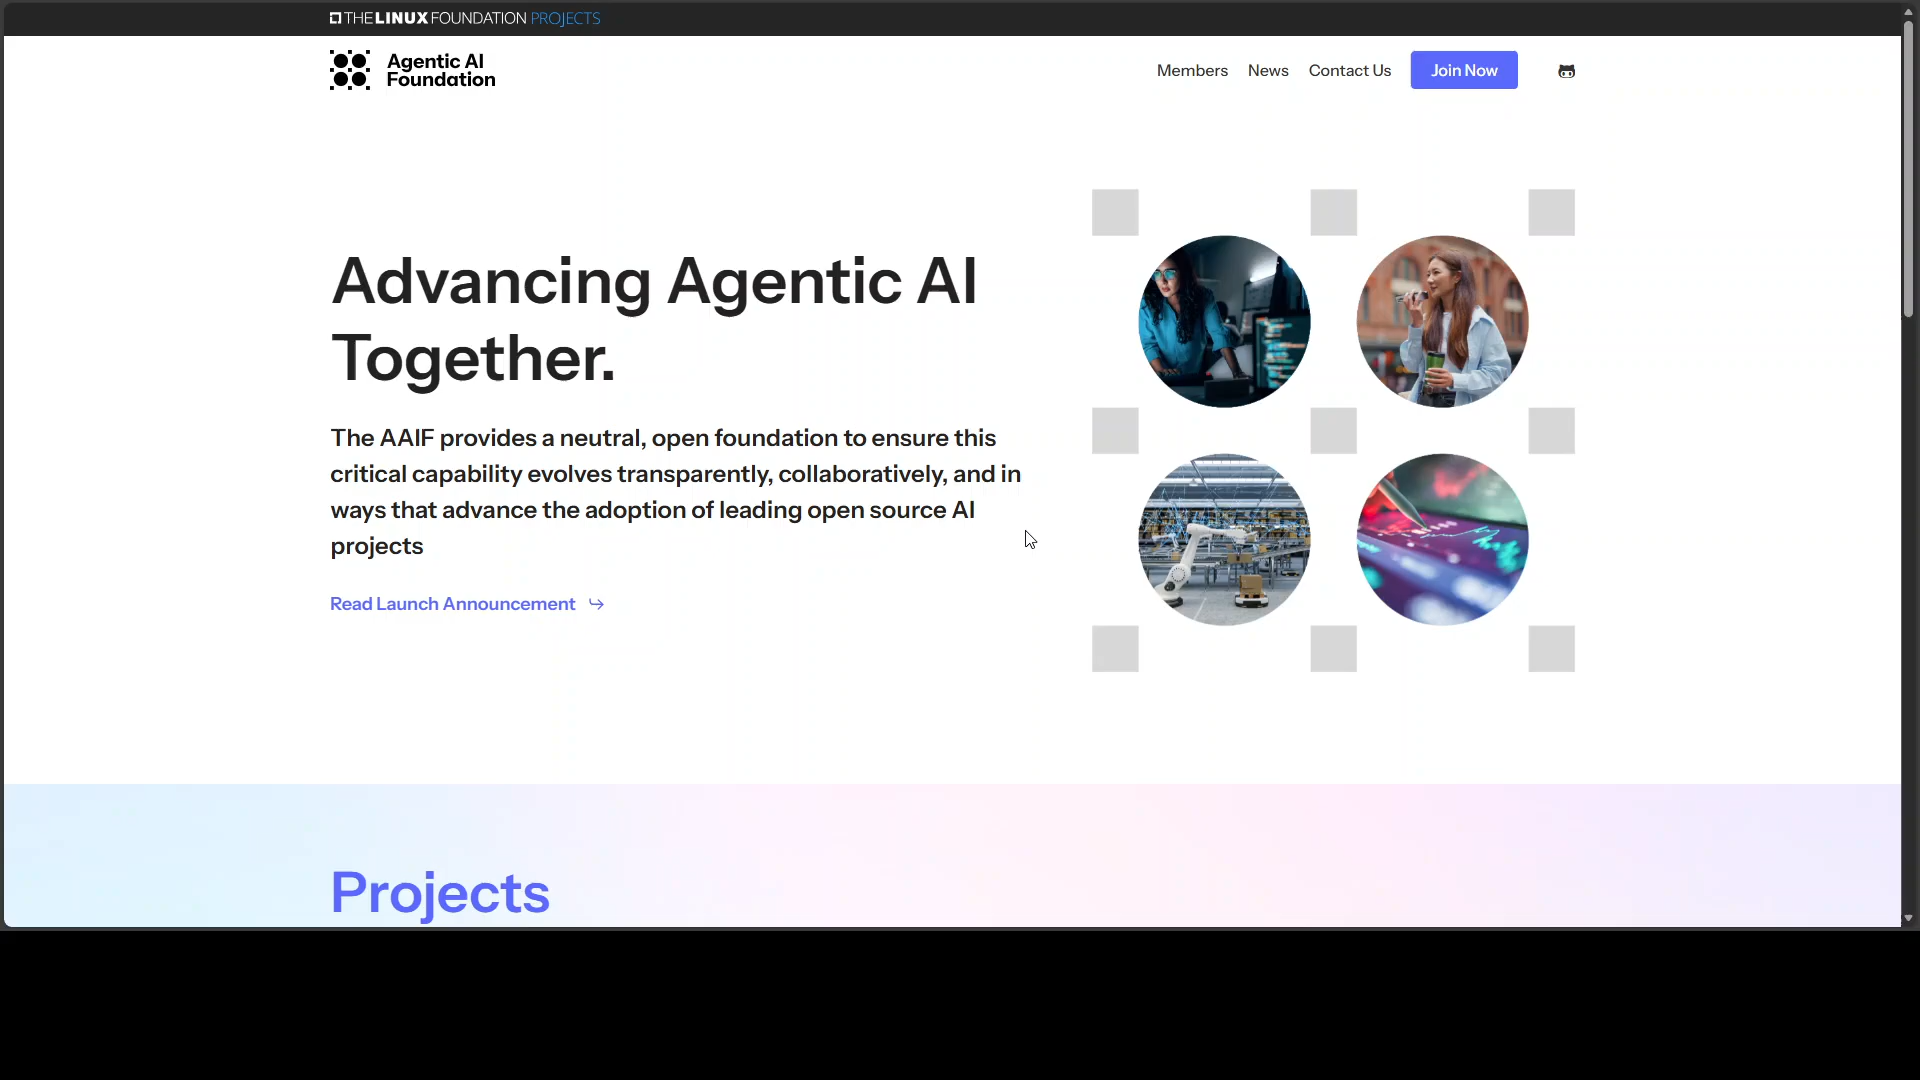 THE LINUX FOUNDATION PROJECTS
Agentic AI
Foundation
Members
News
Contact Us
Join Now
Advancing Agentic AI
Together.
The AAIF provides a neutral, open foundation to ensure this
critical capability evolves transparently, collaboratively, and in
ways that advance the adoption of leading open source AI
projects
Read Launch Announcement
Projects